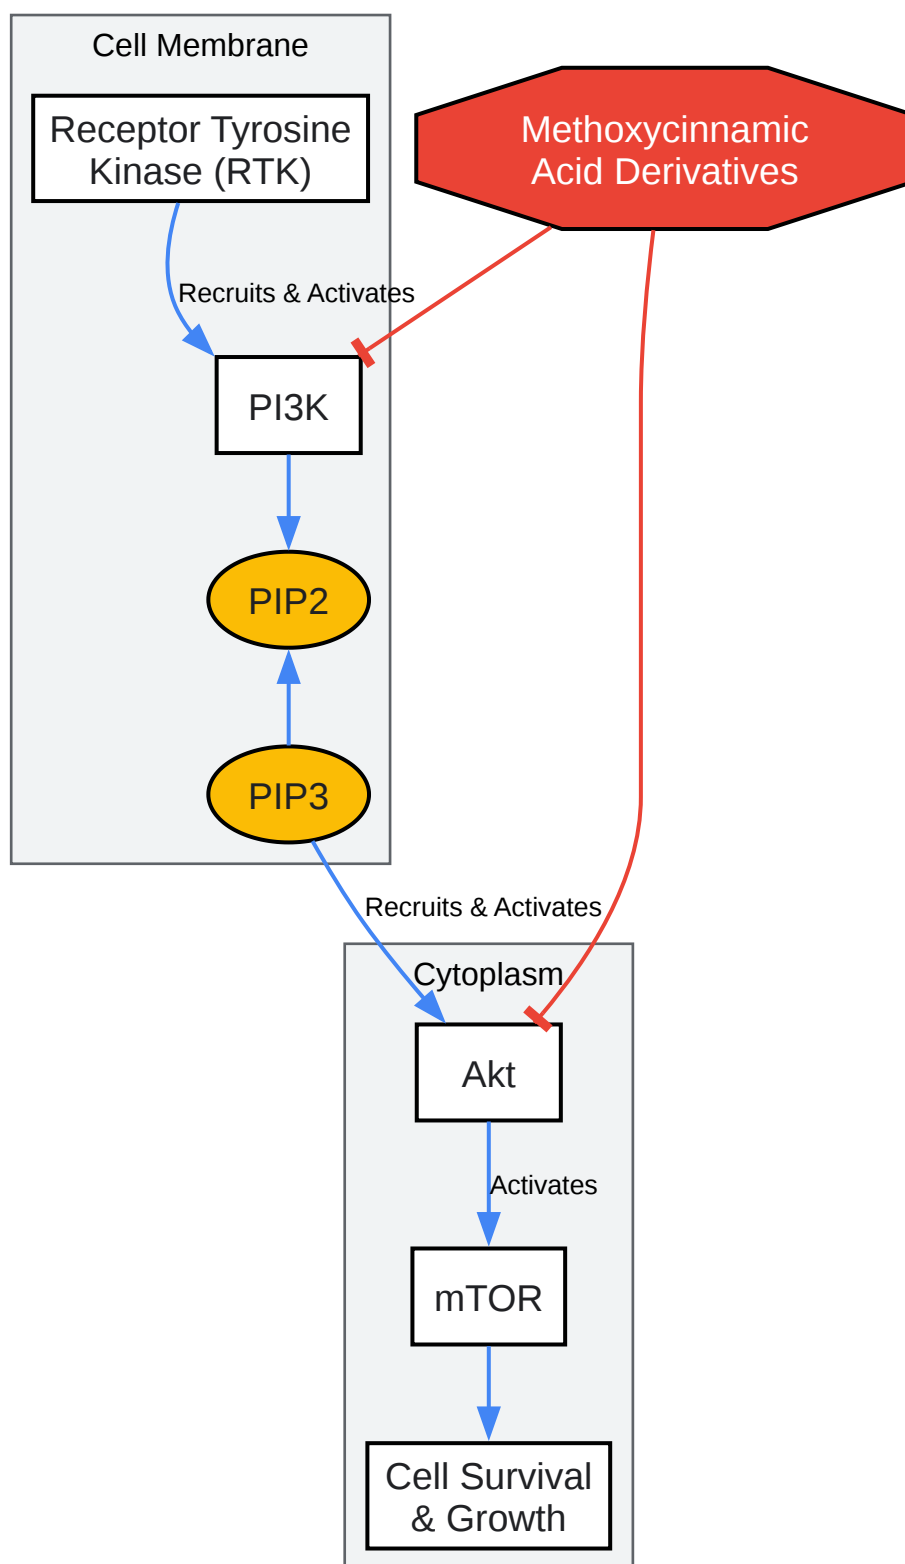 Cell Membrane
Receptor Tyrosine
Kinase (RTK)
Methoxycinnamic
Acid Derivatives
Recruits & Activates
PI3K
PIP2
PIP3
Recruits & Activates
Cytoplasm
Akt
Activates
mTOR
Cell Survival
& Growth